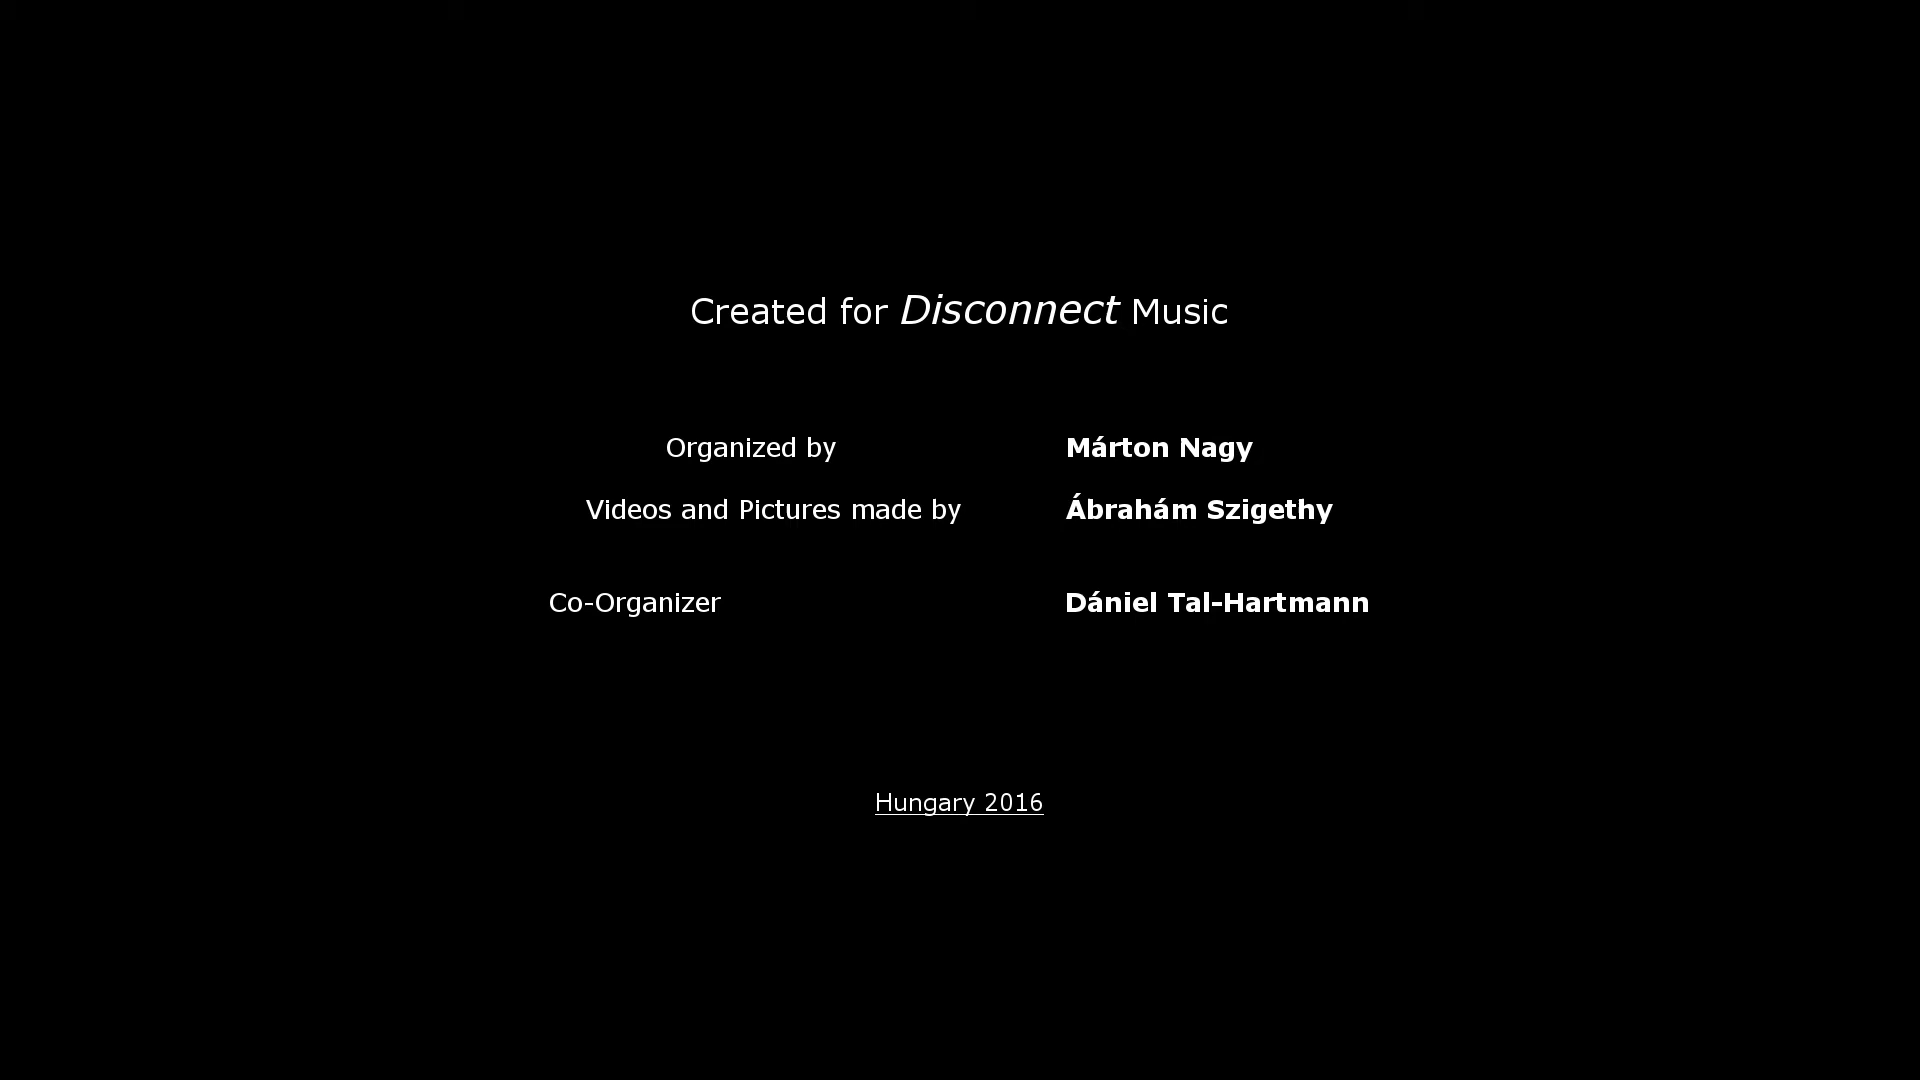 Created for Disconnect Music
Organized by Márton Nagy
Videos and Pictures made by Ábrahám Szigethy
Co-Organizer Dániel Tal-Hartmann
Hungary 2016